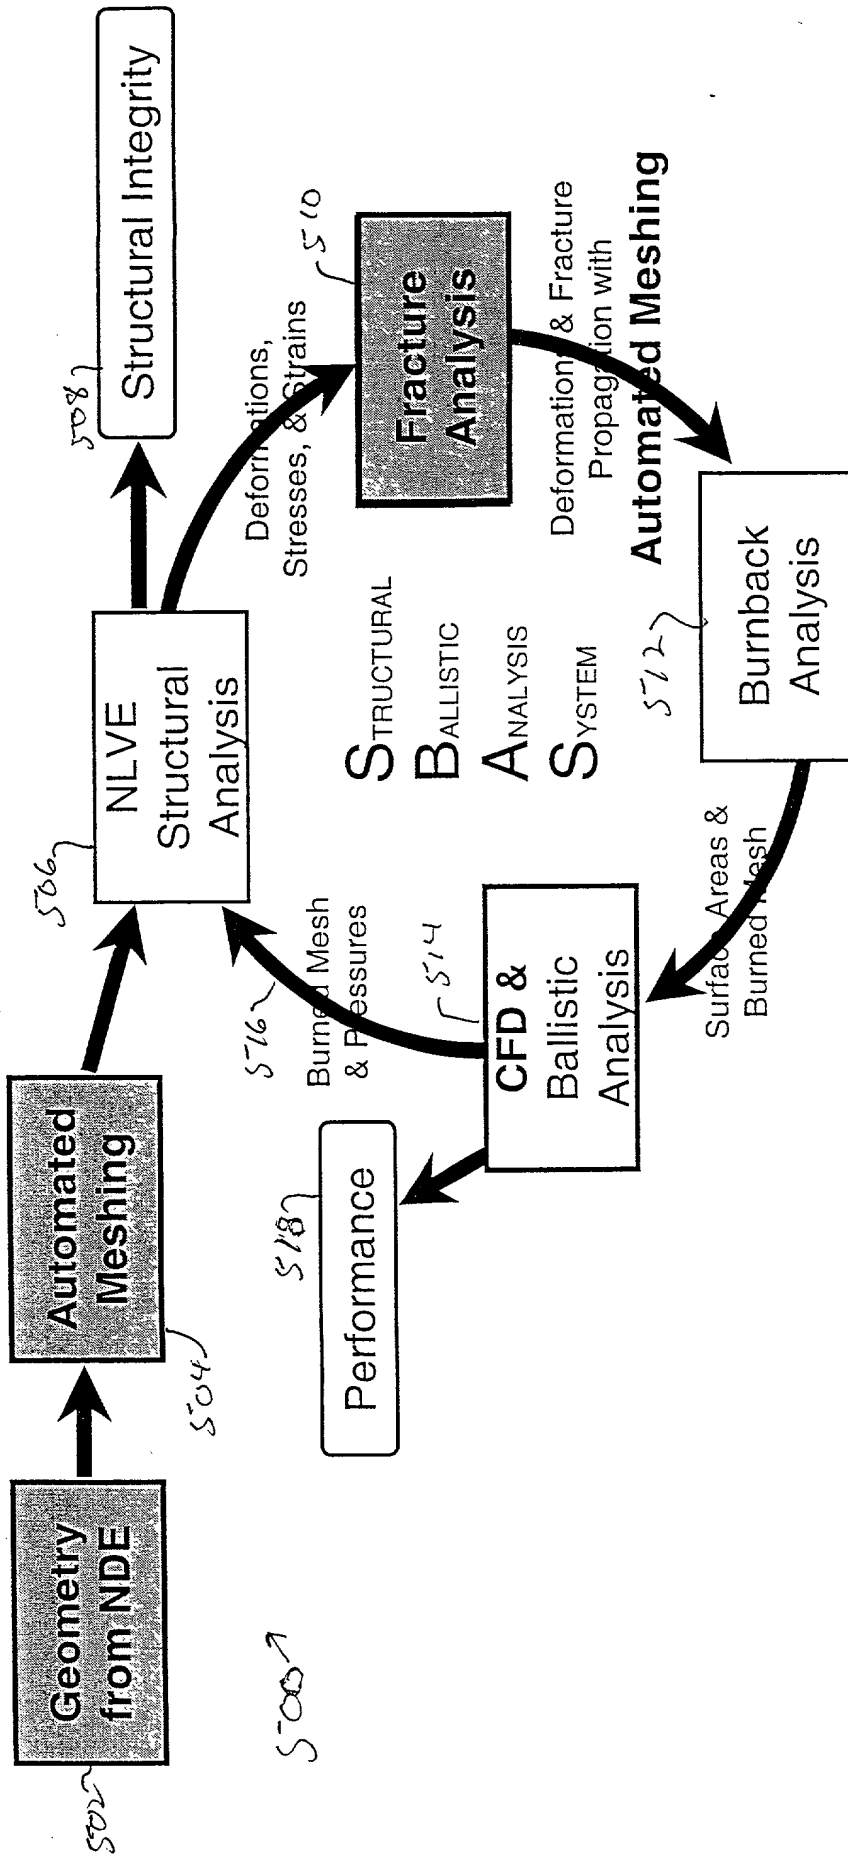 502
Geometry
from NDE
504
Automated
Meshing
506
NLVE
Structural
Analysis
508
Structural Integrity
Deformations,
Stresses, & Strains
510
Fracture
Analysis
Deformations & Fracture
Propagation with
Automated Meshing
512
Burnback
Analysis
Surface Areas &
Burned Mesh
514
CFD &
Ballistic
Analysis
516
Burned Mesh
& Pressures
518
Performance
STRUCTURAL
BALLISTIC
ANALYSIS
SYSTEM
500